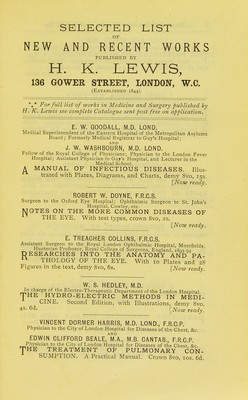 SELECTED LIST
OF
NEW AND RECENT WORKS
PUBLISHED BY
H. K. LEWIS,
136 GOWER STREET, LONDON, W.C.
(ESTABLISHED 1844).
*** For full list of works in Medicine and Surgery published by
H. K. Lewis see complete Catalogue sent post free on application.
E. W. GOODALL, M.D. LOND.
Medical Superintendent of the Eastern Hospital of the Metropolitan Asylums
Board; Formerly Medical Registrar to Guy's Hospital;
AND
J. W. WASHBOURN, M.D. LOND.
Fellow of the Royal College of Physicians; Physician to the London Fever
Hospital; Assistant Physician to Guy's Hospital, and Lecturer in the
Medical School.
A MANUAL OF INFECTIOUS DISEASES. Illus-
trated with Plates, Diagrams, and Charts, demy 8vo, 15s.
[Now ready.
ROBERT W. DOYNE, F.R.C.S.
Surgeon to the Oxford Eye Hospital; Ophthalmic Surgeon to St. John's
Hospital, Cowley, etc.
NOTES ON THE MORE COMMON DISEASES OF
THE EYE. With test types, crown 8vo, 2s.
[Now ready.
E. TREACHER COLLINS, F.R.C.S.
Assistant Surgeon to the Royal London Ophthalmic Hospital, Moorfields,
Hunterian Professor, Royal College of Surgeons, England, 1893-94.
RESEARCHES INTO THE ANATOMY AND PA-
THOLOGY OF THE EYE. With 10 Plates and 28
Figures in the text, demy 8vo, 6s.
[Now ready.
W. S. HEDLEY, M.D.
In charge of the Electro-Therapeutic Department of the London Hospital.
THE HYDRO-ELECTRIC METHODS IN MEDI-
CINE. Second Edition, with Illustrations, demy 8vo,
4s. 6d.
[Now ready.
VINCENT DORMER HARRIS, M.D. LOND., F.R.C.P.
Physician to the City of London Hospital for Diseases of the Chest, &c.
AND
EDWIN CLIFFORD BEALE, M.A., M.B. CANTAB., F.R.C.P.
Physician to the City of London Hospital for Diseases of the Chest, &c.
THE TREATMENT OF PULMONARY CON-
SUMPTION. A Practical Manual. Crown 8vo, 10s. 6d.